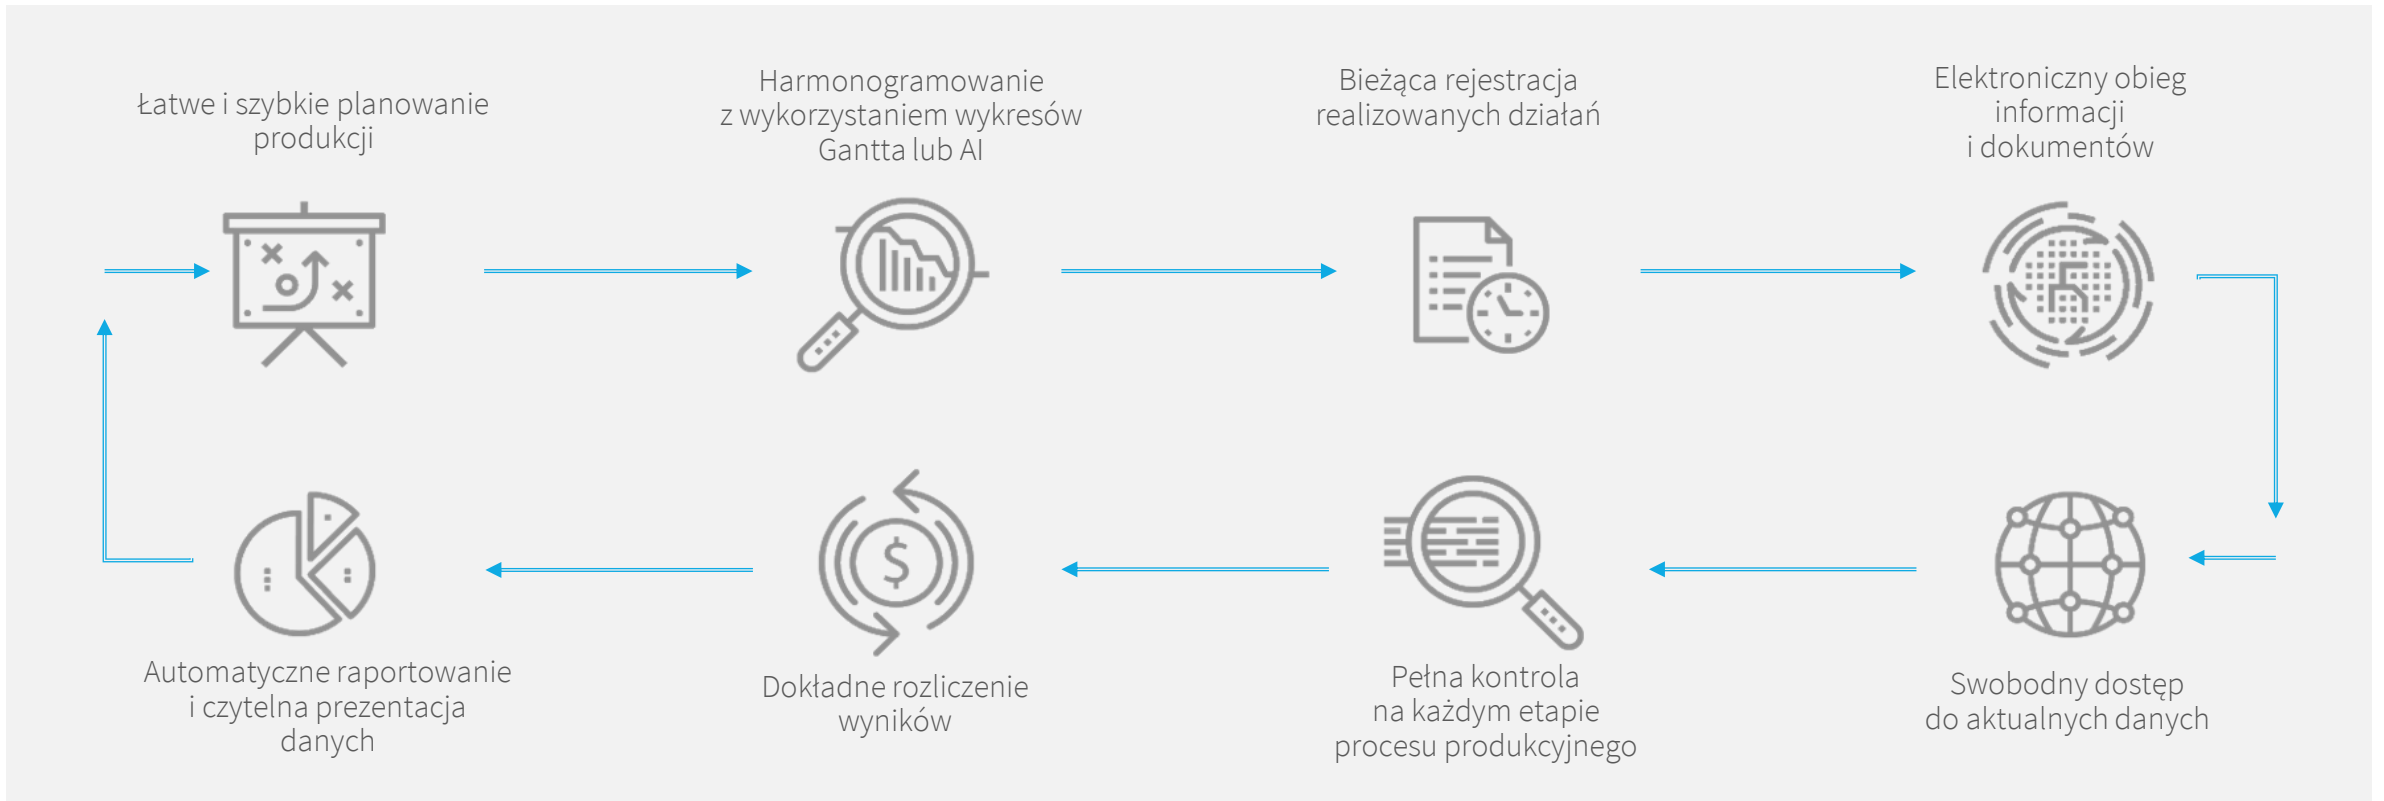 Łatwe i szybkie planowanie
produkcji
Harmonogramowanie
z wykorzystaniem wykresów
Gantta lub AI
Bieżąca rejestracja
realizowanych działań
Elektroniczny obieg
informacji
i dokumentów
$
Automatyczne raportowanie
i czytelna prezentacja
danych
Dokładne rozliczenie
wyników
Pełna kontrola
na każdym etapie
procesu produkcyjnego
Swobodny dostęp
do aktualnych danych